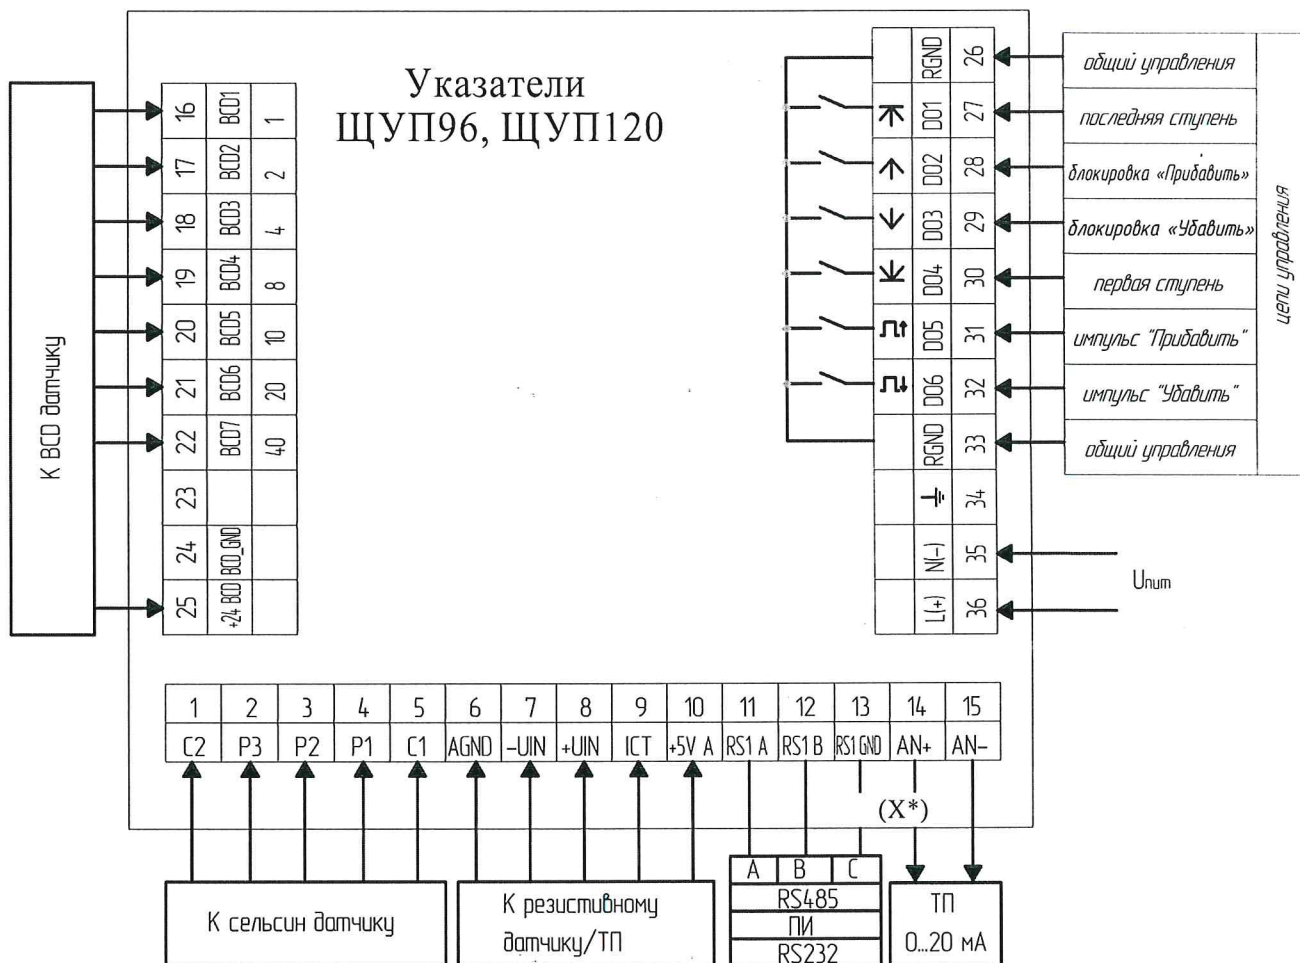 Указатели
ЩУП96, ЩУП120
К BCD датчику
16 BCD1 1
17 BCD2 2
18 BCD3 4
19 BCD4 8
20 BCD5 10
21 BCD6 20
22 BCD7 40
23
24 BCD_GND
25 +24 BCD
RGND 26 общий управления
DO1 27 последняя ступень
DO2 28 блокировка «Прибавить»
DO3 29 блокировка «Убавить»
DO4 30 первая ступень
DO5 31 импульс "Прибавить"
DO6 32 импульс "Убавить"
RGND 33 общий управления
34
N(-) 35
L(+) 36
Uпит
цепи управления
1 2 3 4 5 6 7 8 9 10 11 12 13 14 15
C2 P3 P2 P1 C1 AGND -UIN +UIN ICT +5V A RS1 A RS1 B RS1 GND AN+ AN-
(X*)
К сельсин датчику
К резистивному
датчику/ТП
A B C
RS485
ПИ
RS232
ТП
0...20 мА